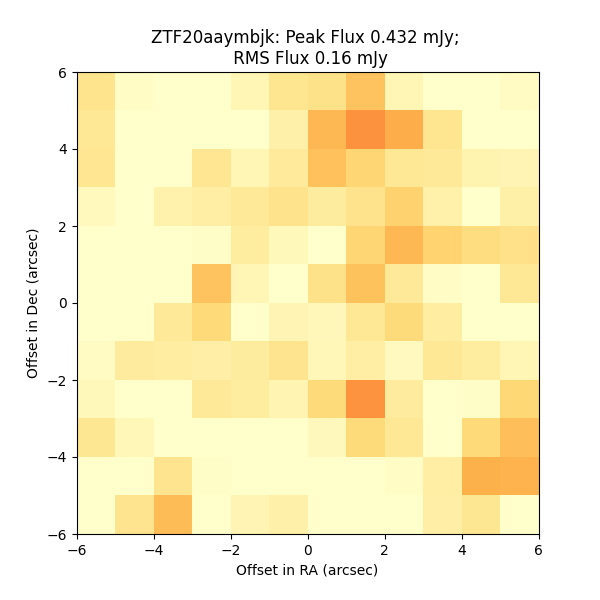 ZTF20aaymbjk: Peak Flux 0.432 mJy;
RMS Flux 0.16 mJy
6
4
2
0
−2
−4
−6
Offset in Dec (arcsec)
−6 −4 −2 0 2 4 6
Offset in RA (arcsec)